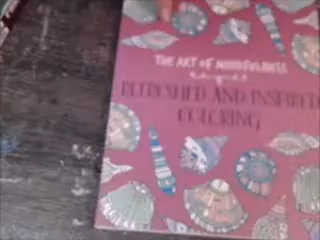 THE ART OF MINDFULNESS
REFRESHED AND INSPIRED
COLORING